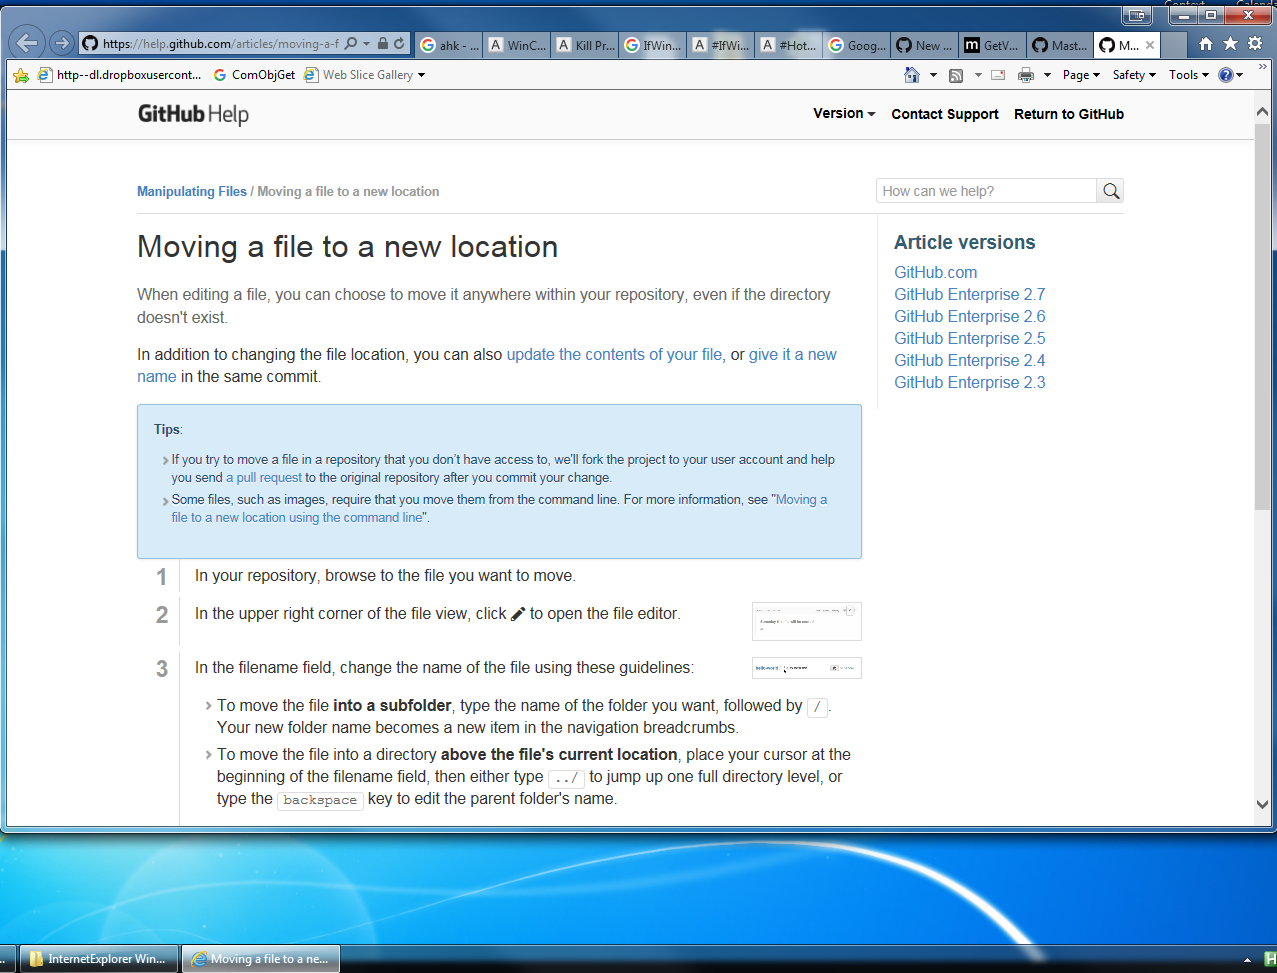 Context
Calenda
https://help.github.com/articles/moving-a-f
ahk - ...
WinC...
Kill Pr...
IfWin...
#IfWi...
#Hot...
Goog...
New ...
GetV...
Mast...
M...
http--dl.dropboxusercont...
ComObjGet
Web Slice Gallery
Page
Safety
Tools
GitHub Help
Version
Contact Support
Return to GitHub
Manipulating Files / Moving a file to a new location
How can we help?
Moving a file to a new location
When editing a file, you can choose to move it anywhere within your repository, even if the directory
doesn't exist.
In addition to changing the file location, you can also update the contents of your file, or give it a new
name in the same commit.
Tips:
If you try to move a file in a repository that you don’t have access to, we'll fork the project to your user account and help
you send a pull request to the original repository after you commit your change.
Some files, such as images, require that you move them from the command line. For more information, see "Moving a
file to a new location using the command line".
1 In your repository, browse to the file you want to move.
2 In the upper right corner of the file view, click to open the file editor.
3 In the filename field, change the name of the file using these guidelines:
To move the file into a subfolder, type the name of the folder you want, followed by /.
Your new folder name becomes a new item in the navigation breadcrumbs.
To move the file into a directory above the file's current location, place your cursor at the
beginning of the filename field, then either type ../ to jump up one full directory level, or
type the backspace key to edit the parent folder's name.
Article versions
GitHub.com
GitHub Enterprise 2.7
GitHub Enterprise 2.6
GitHub Enterprise 2.5
GitHub Enterprise 2.4
GitHub Enterprise 2.3
InternetExplorer Win...
Moving a file to a ne...
H